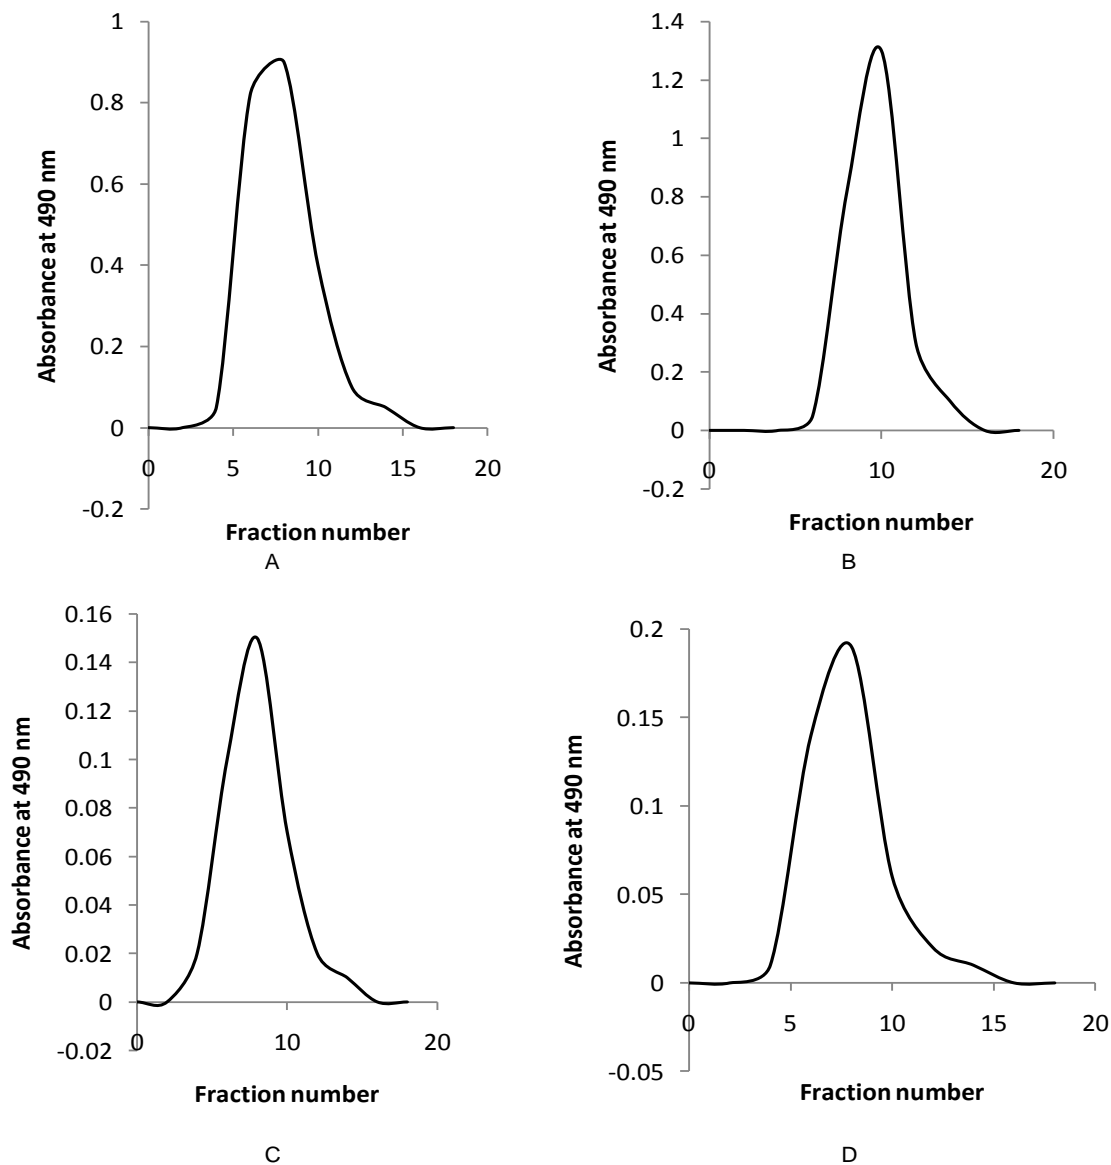 1
0.8
0.6
0.4
0.2
0
-0.2
0 5 10 15 20
Absorbance at 490 nm
Fraction number
A
1.4
1.2
1
0.8
0.6
0.4
0.2
0
-0.2
0 10 20
Absorbance at 490 nm
Fraction number
B
0.16
0.14
0.12
0.1
0.08
0.06
0.04
0.02
0
-0.02
0 10 20
Absorbance at 490 nm
Fraction number
C
0.2
0.15
0.1
0.05
0
-0.05
0 5 10 15 20
Absorbance at 490 nm
Fraction number
D